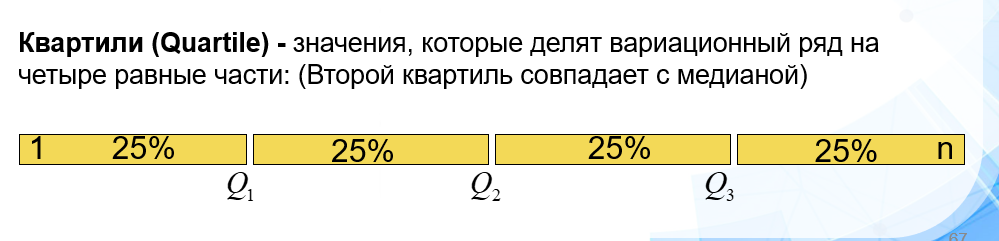 Квартили (Quartile) - значения, которые делят вариационный ряд на
четыре равные части: (Второй квартиль совпадает с медианой)
1 25% 25% 25% 25% n
Q1 Q2 Q3
67